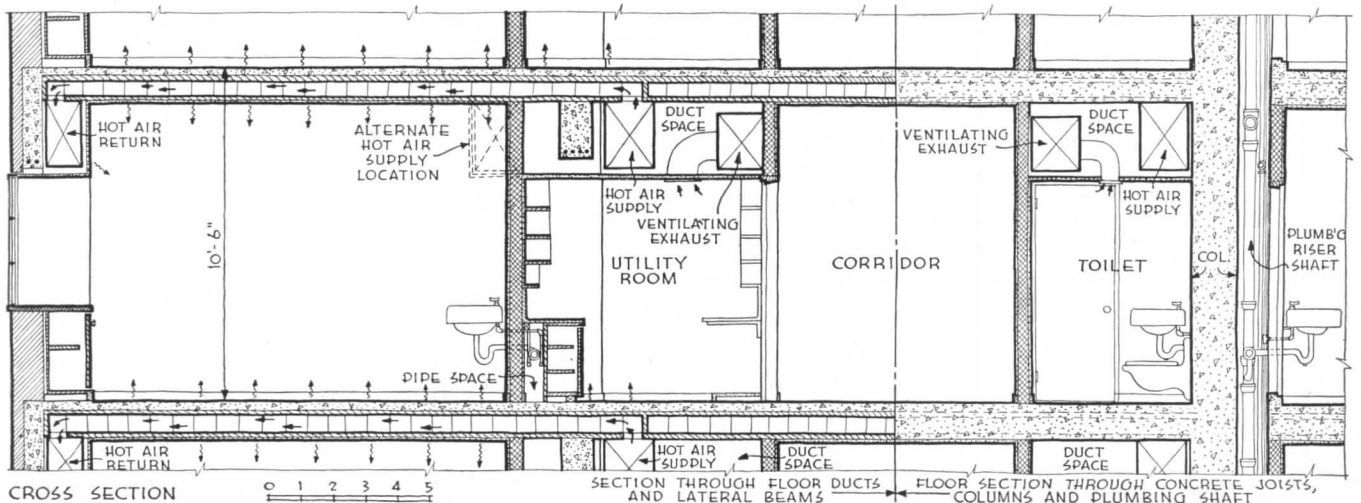 HOT AIR
RETURN
ALTERNATE
HOT AIR
SUPPLY
LOCATION
DUCT
SPACE
HOT AIR
SUPPLY
VENTILATING
EXHAUST
VENTILATING
EXHAUST
DUCT
SPACE
HOT AIR
SUPPLY
10'-6"
UTILITY
ROOM
CORRIDOR
TOILET
COL.
PLUMB'G
RISER
SHAFT
PIPE SPACE
HOT AIR
RETURN
HOT AIR
SUPPLY
DUCT
SPACE
DUCT
SPACE
CROSS SECTION
0 1 2 3 4 5
SECTION THROUGH FLOOR DUCTS
AND LATERAL BEAMS
FLOOR SECTION THROUGH CONCRETE JOISTS,
COLUMNS AND PLUMBING SHAFT